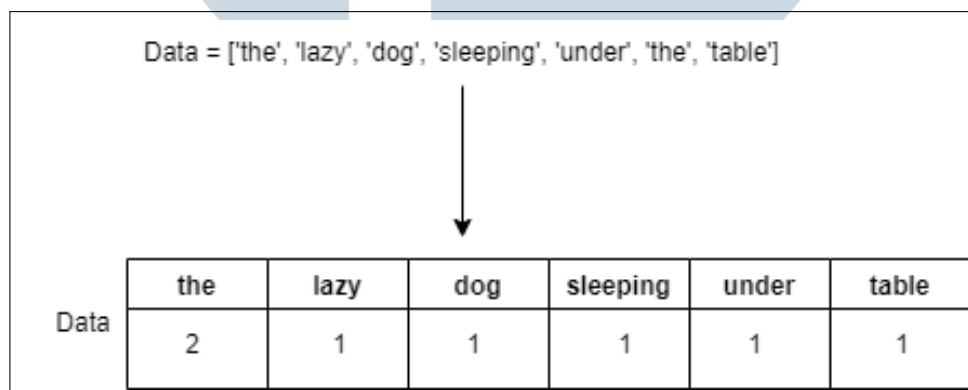 Data = ['the', 'lazy', 'dog', 'sleeping', 'under', 'the', 'table']
the lazy dog sleeping under table
Data 2 1 1 1 1 1